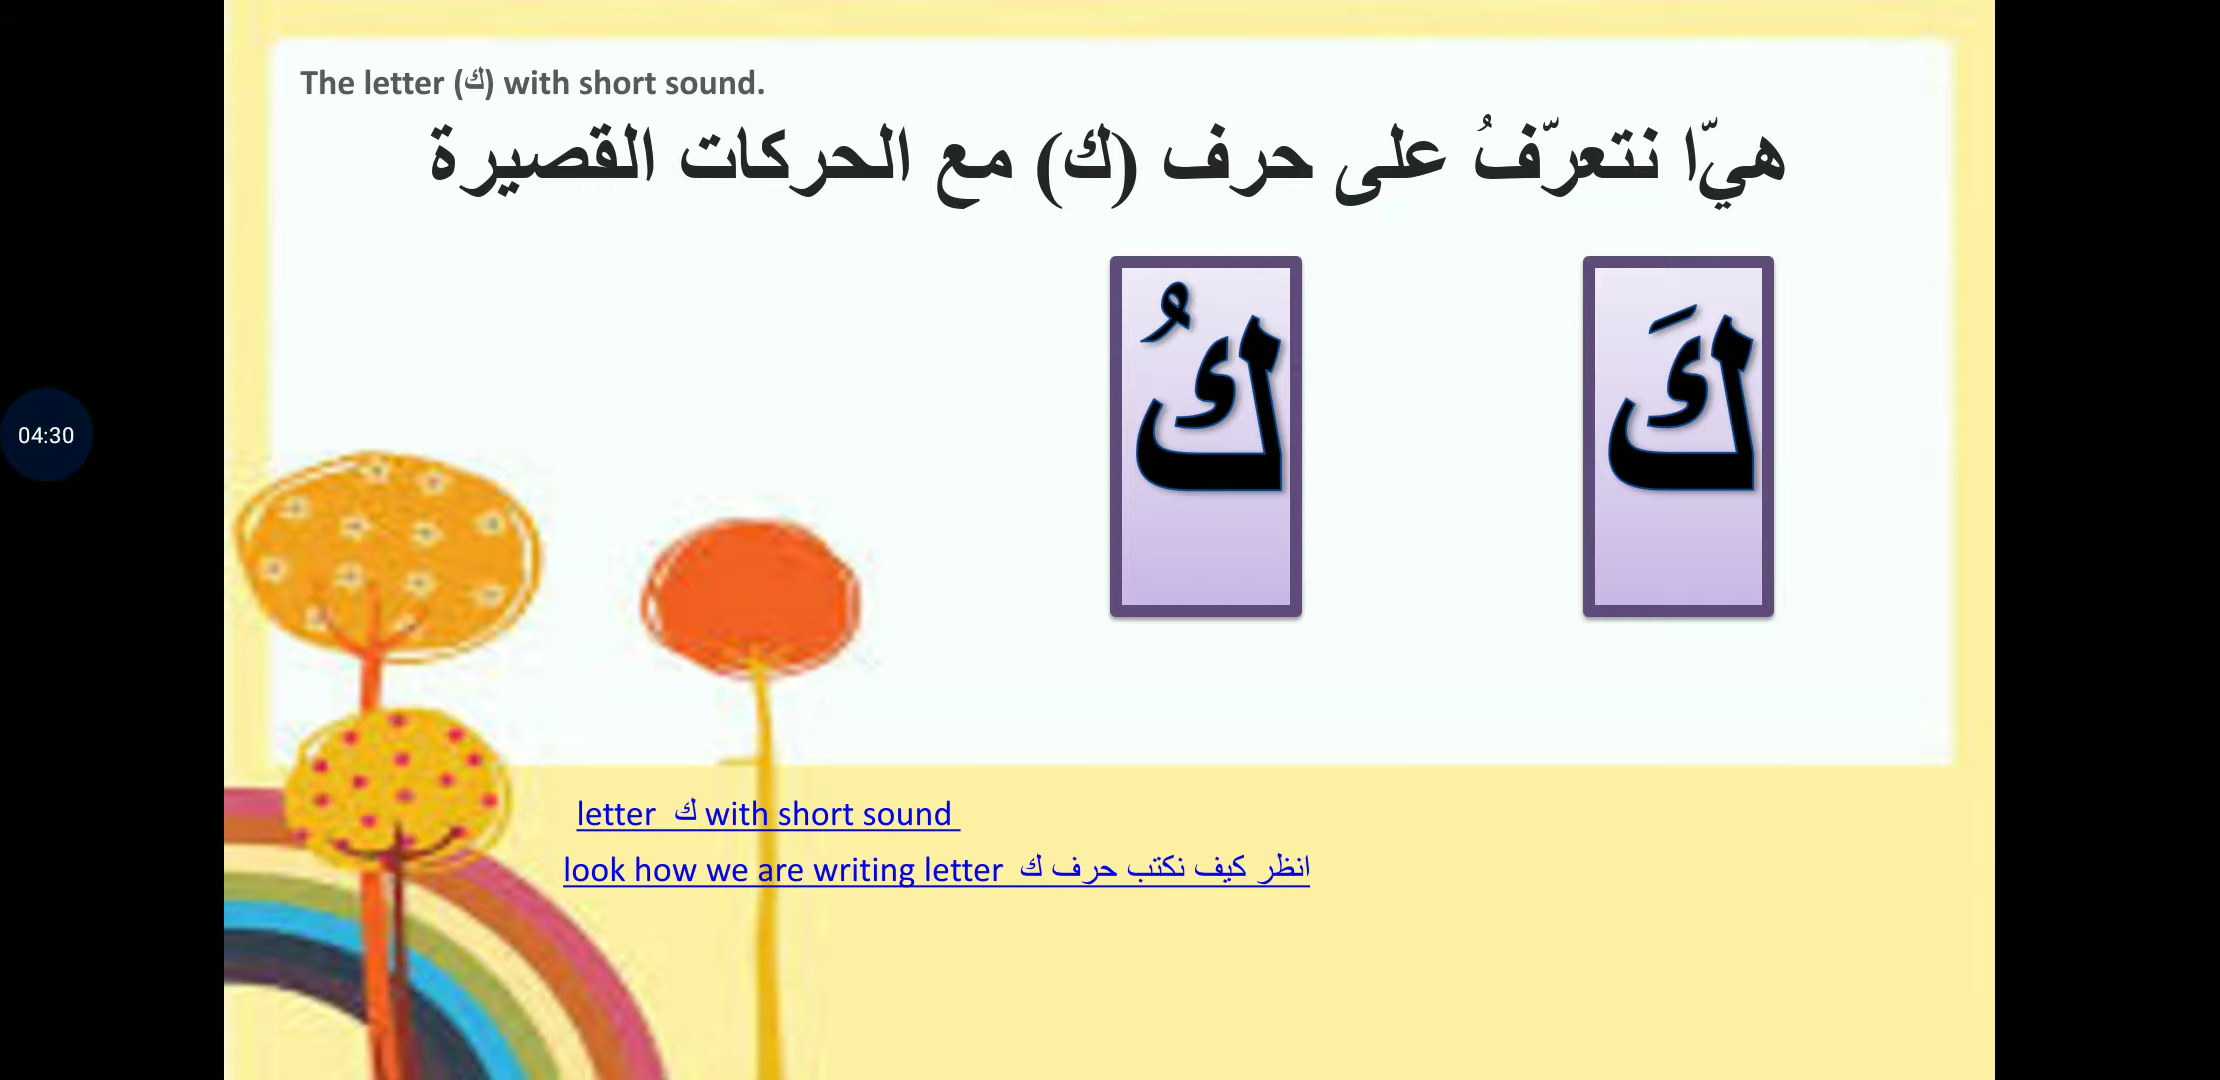 The letter (ك) with short sound.
هيّا نتعرّفُ على حرف (ك) مع الحركات القصيرة
كَ
كُ
04:30
letter ك with short sound
look how we are writing letter انظر كيف نكتب حرف ك